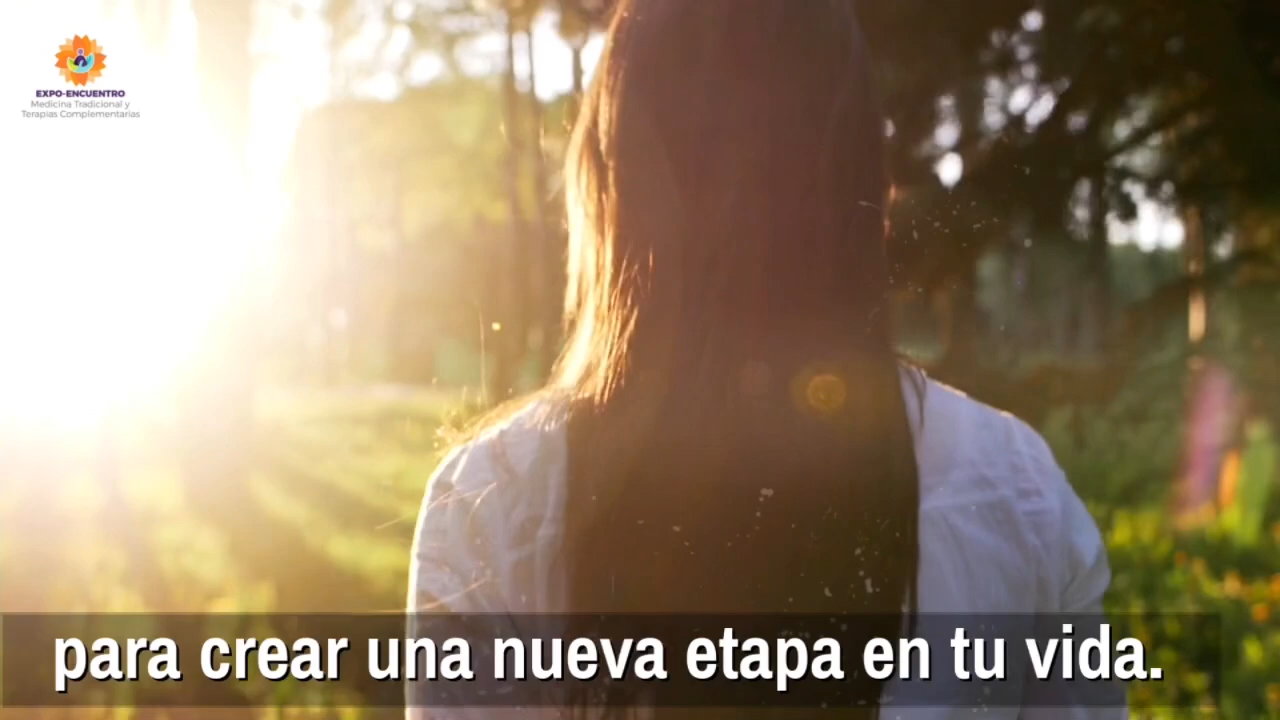 EXPO-ENCUENTRO
Medicina Tradicional y
Terapias Complementarias
para crear una nueva etapa en tu vida.